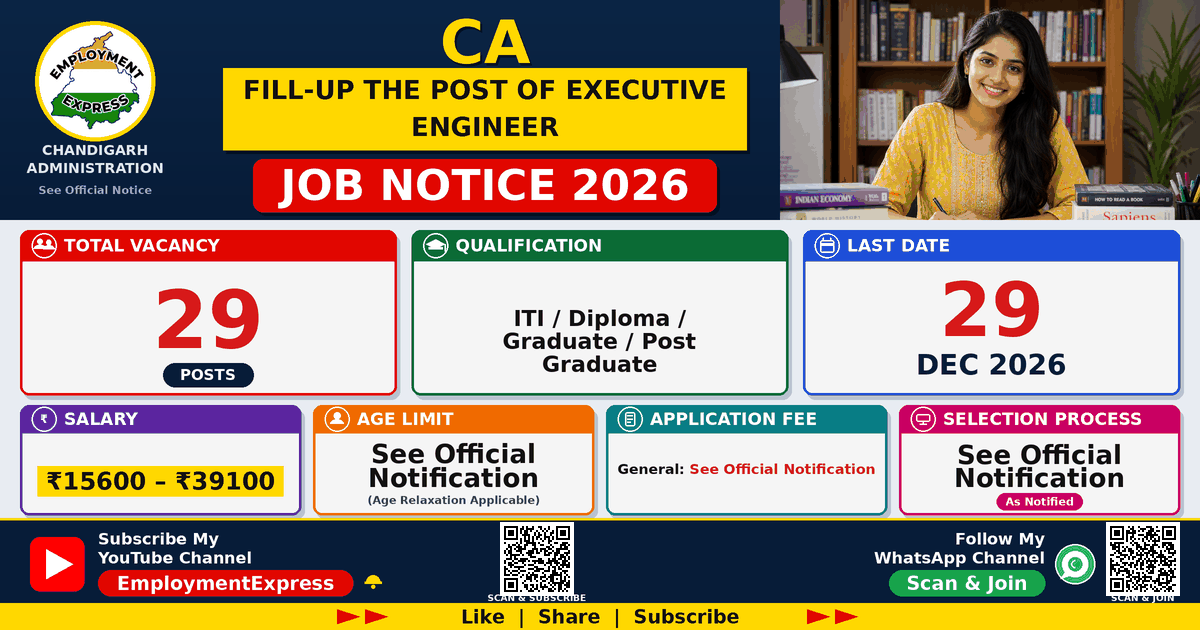 EMPLOYMENT
EXPRESS
CHANDIGARH
ADMINISTRATION
See Official Notice
CA
FILL-UP THE POST OF EXECUTIVE
ENGINEER
JOB NOTICE 2026
INDIAN ECONOMY
WORLD HISTORY
HOW TO READ A BOOK
Sapiens
TOTAL VACANCY
29
POSTS
QUALIFICATION
ITI / Diploma /
Graduate / Post
Graduate
LAST DATE
29
DEC 2026
₹ SALARY
₹15600 – ₹39100
AGE LIMIT
See Official
Notification
(Age Relaxation Applicable)
APPLICATION FEE
General: See Official Notification
SELECTION PROCESS
See Official
Notification
As Notified
Subscribe My
YouTube Channel
EmploymentExpress
SCAN & SUBSCRIBE
Follow My
WhatsApp Channel
Scan & Join
SCAN & JOIN
Like | Share | Subscribe